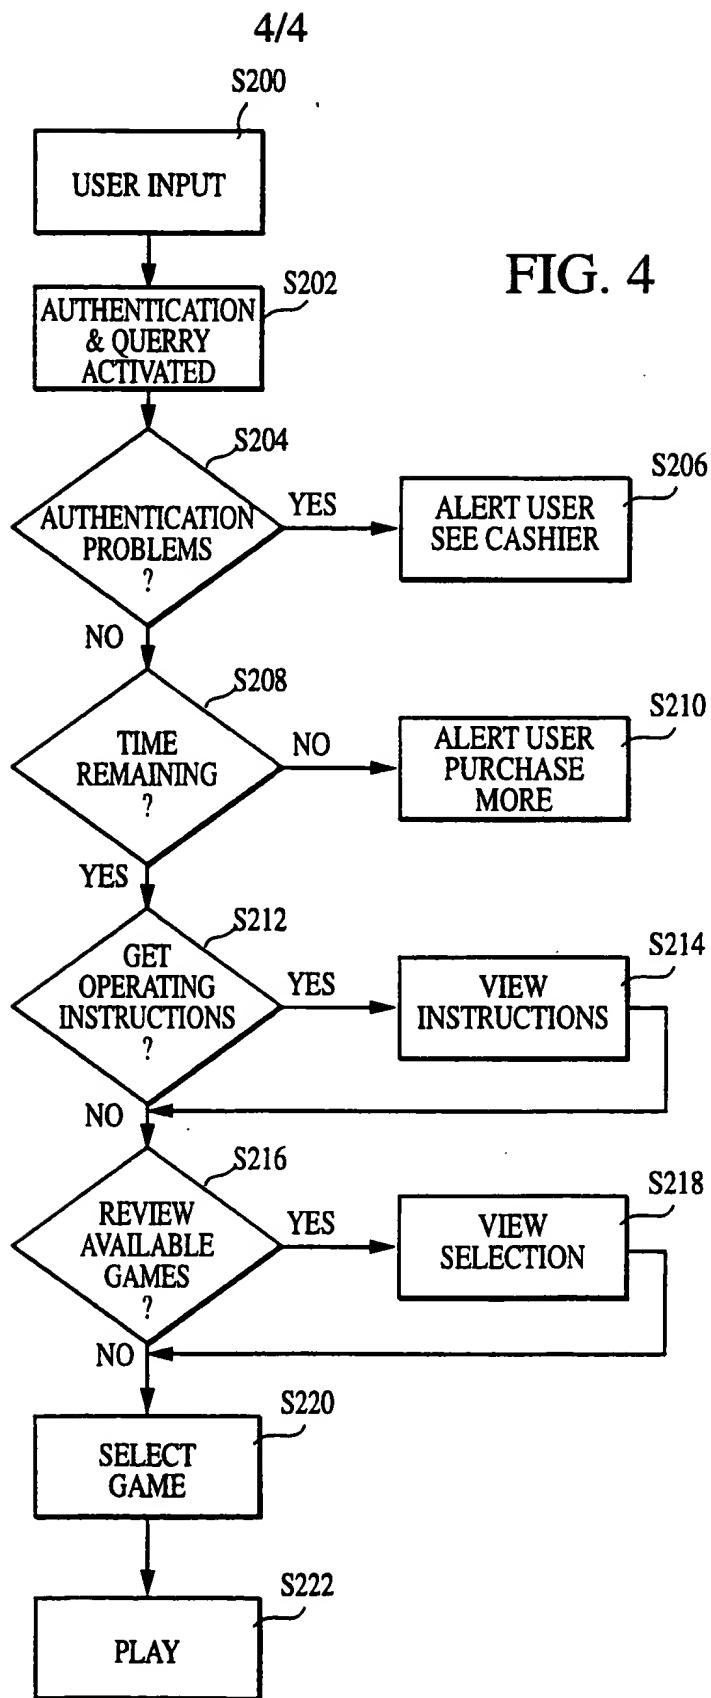 4/4
S200
USER INPUT
FIG. 4
S202
AUTHENTICATION
& QUERRY
ACTIVATED
S204
AUTHENTICATION
PROBLEMS
?
YES
S206
ALERT USER
SEE CASHIER
NO
S208
TIME
REMAINING
?
NO
S210
ALERT USER
PURCHASE
MORE
YES
S212
GET
OPERATING
INSTRUCTIONS
?
YES
S214
VIEW
INSTRUCTIONS
NO
S216
REVIEW
AVAILABLE
GAMES
?
YES
S218
VIEW
SELECTION
NO
S220
SELECT
GAME
S222
PLAY